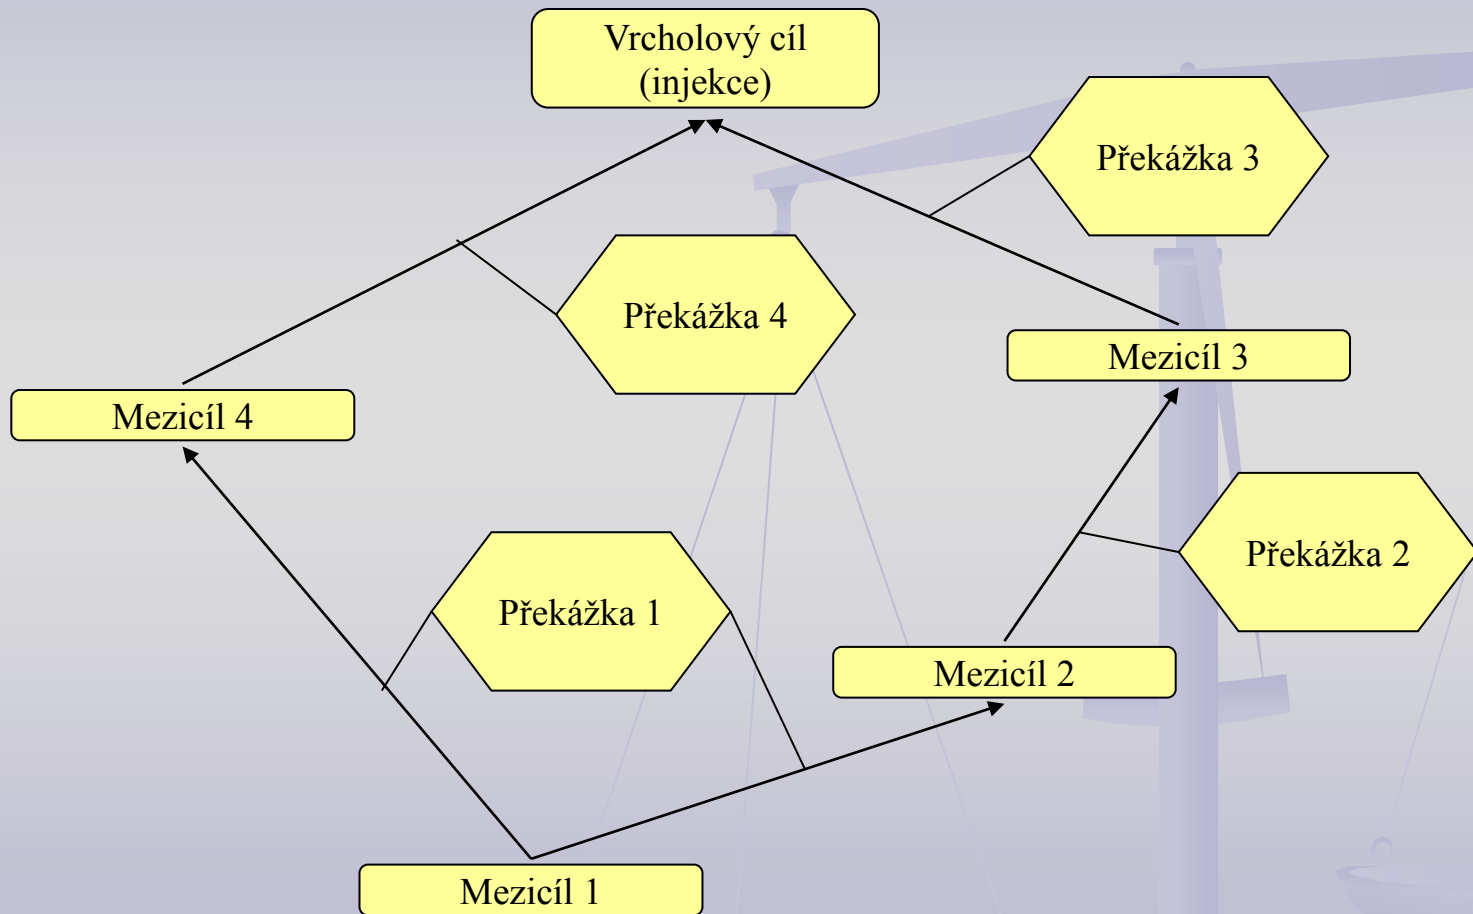 Vrcholový cíl
(injekce)
Překážka 3
Překážka 4
Mezicíl 3
Mezicíl 4
Překážka 2
Překážka 1
Mezicíl 2
Mezicíl 1